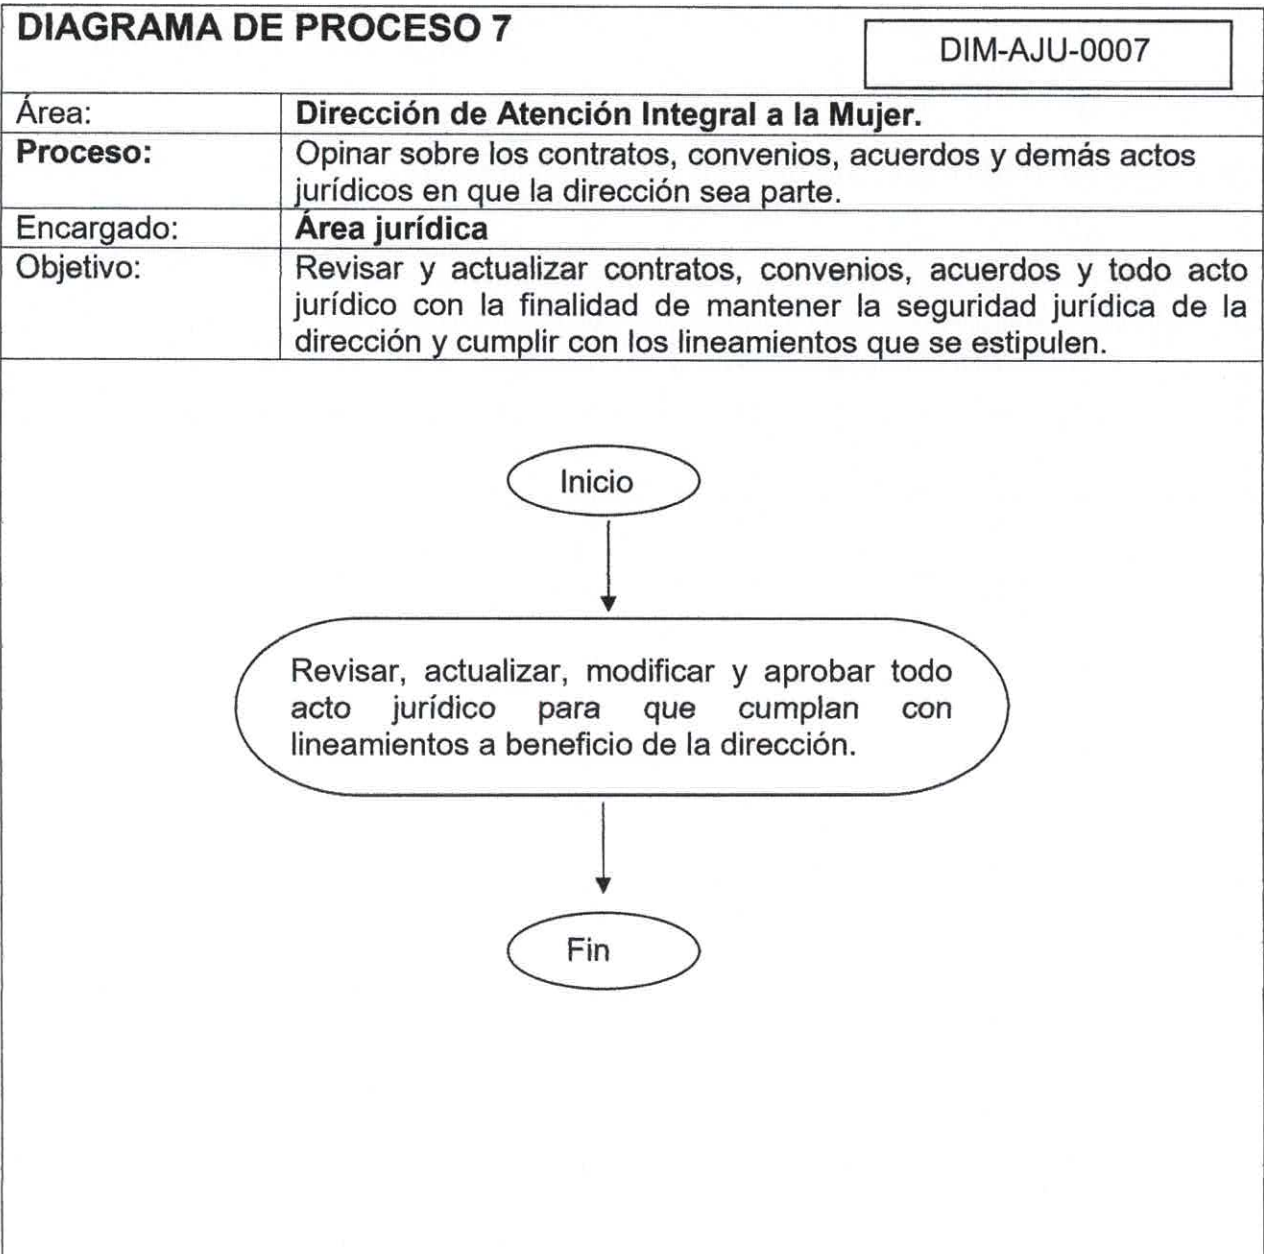 DIAGRAMA DE PROCESO 7
DIM-AJU-0007
Área: Dirección de Atención Integral a la Mujer.
Proceso: Opinar sobre los contratos, convenios, acuerdos y demás actos
jurídicos en que la dirección sea parte.
Encargado: Área jurídica
Objetivo: Revisar y actualizar contratos, convenios, acuerdos y todo acto
jurídico con la finalidad de mantener la seguridad jurídica de la
dirección y cumplir con los lineamientos que se estipulen.
Inicio
Revisar, actualizar, modificar y aprobar todo
acto jurídico para que cumplan con
lineamientos a beneficio de la dirección.
Fin